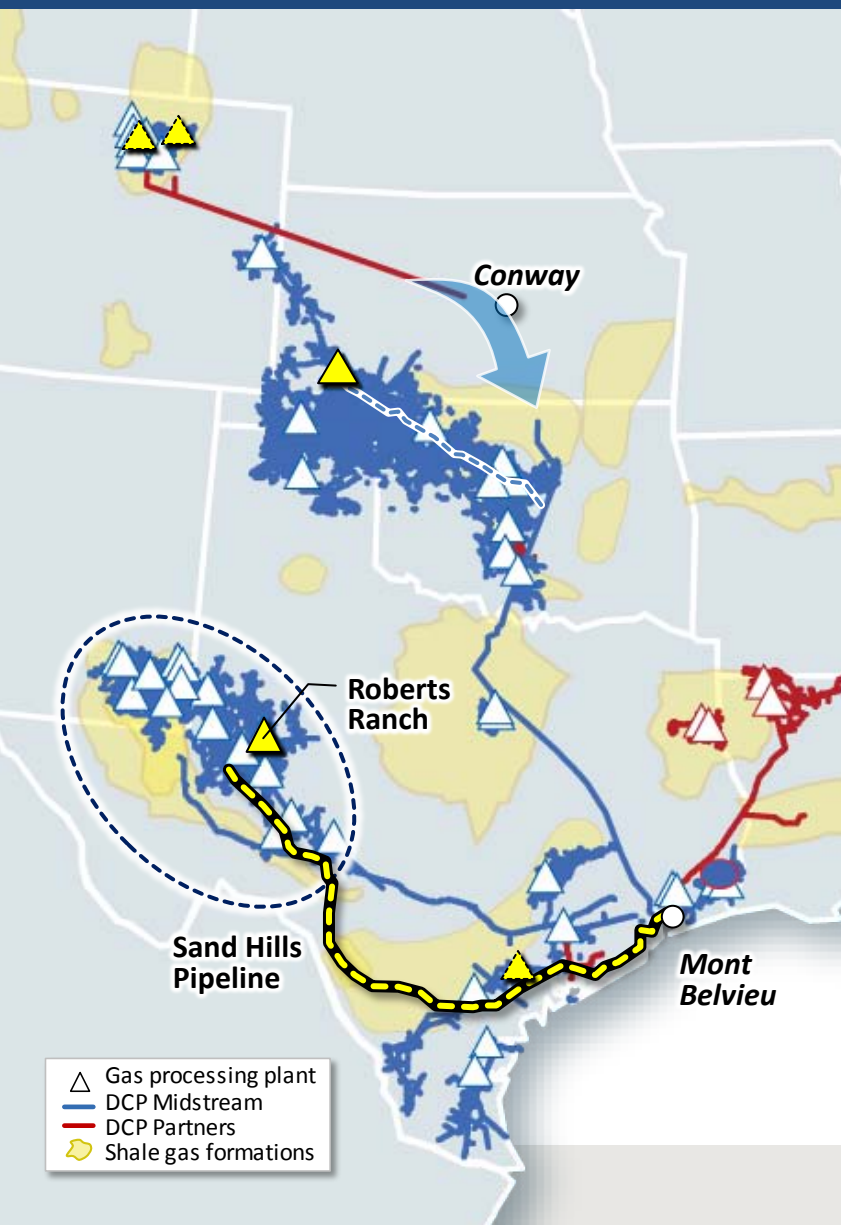 Conway
Roberts
Ranch
Sand Hills
Pipeline
Mont
Belvieu
Gas processing plant
DCP Midstream
DCP Partners
Shale gas formations